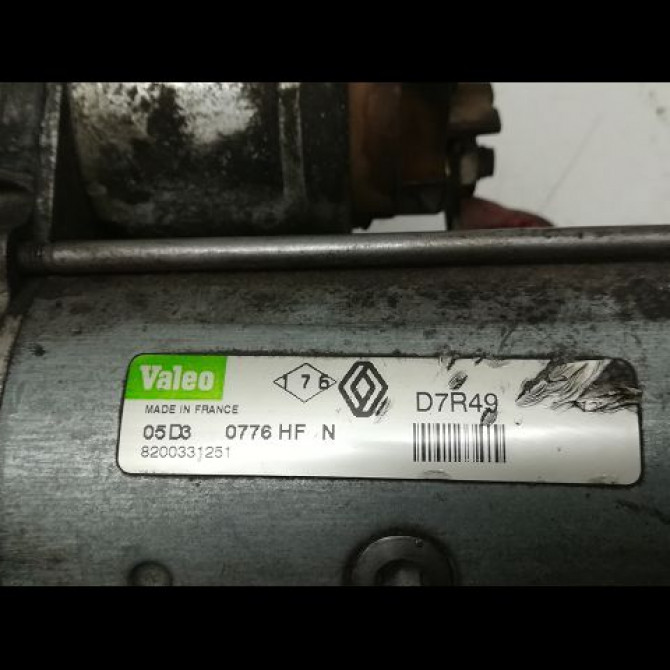 Valeo 176 D7R49
MADE IN FRANCE
05D3 0776 HF N
8200331251